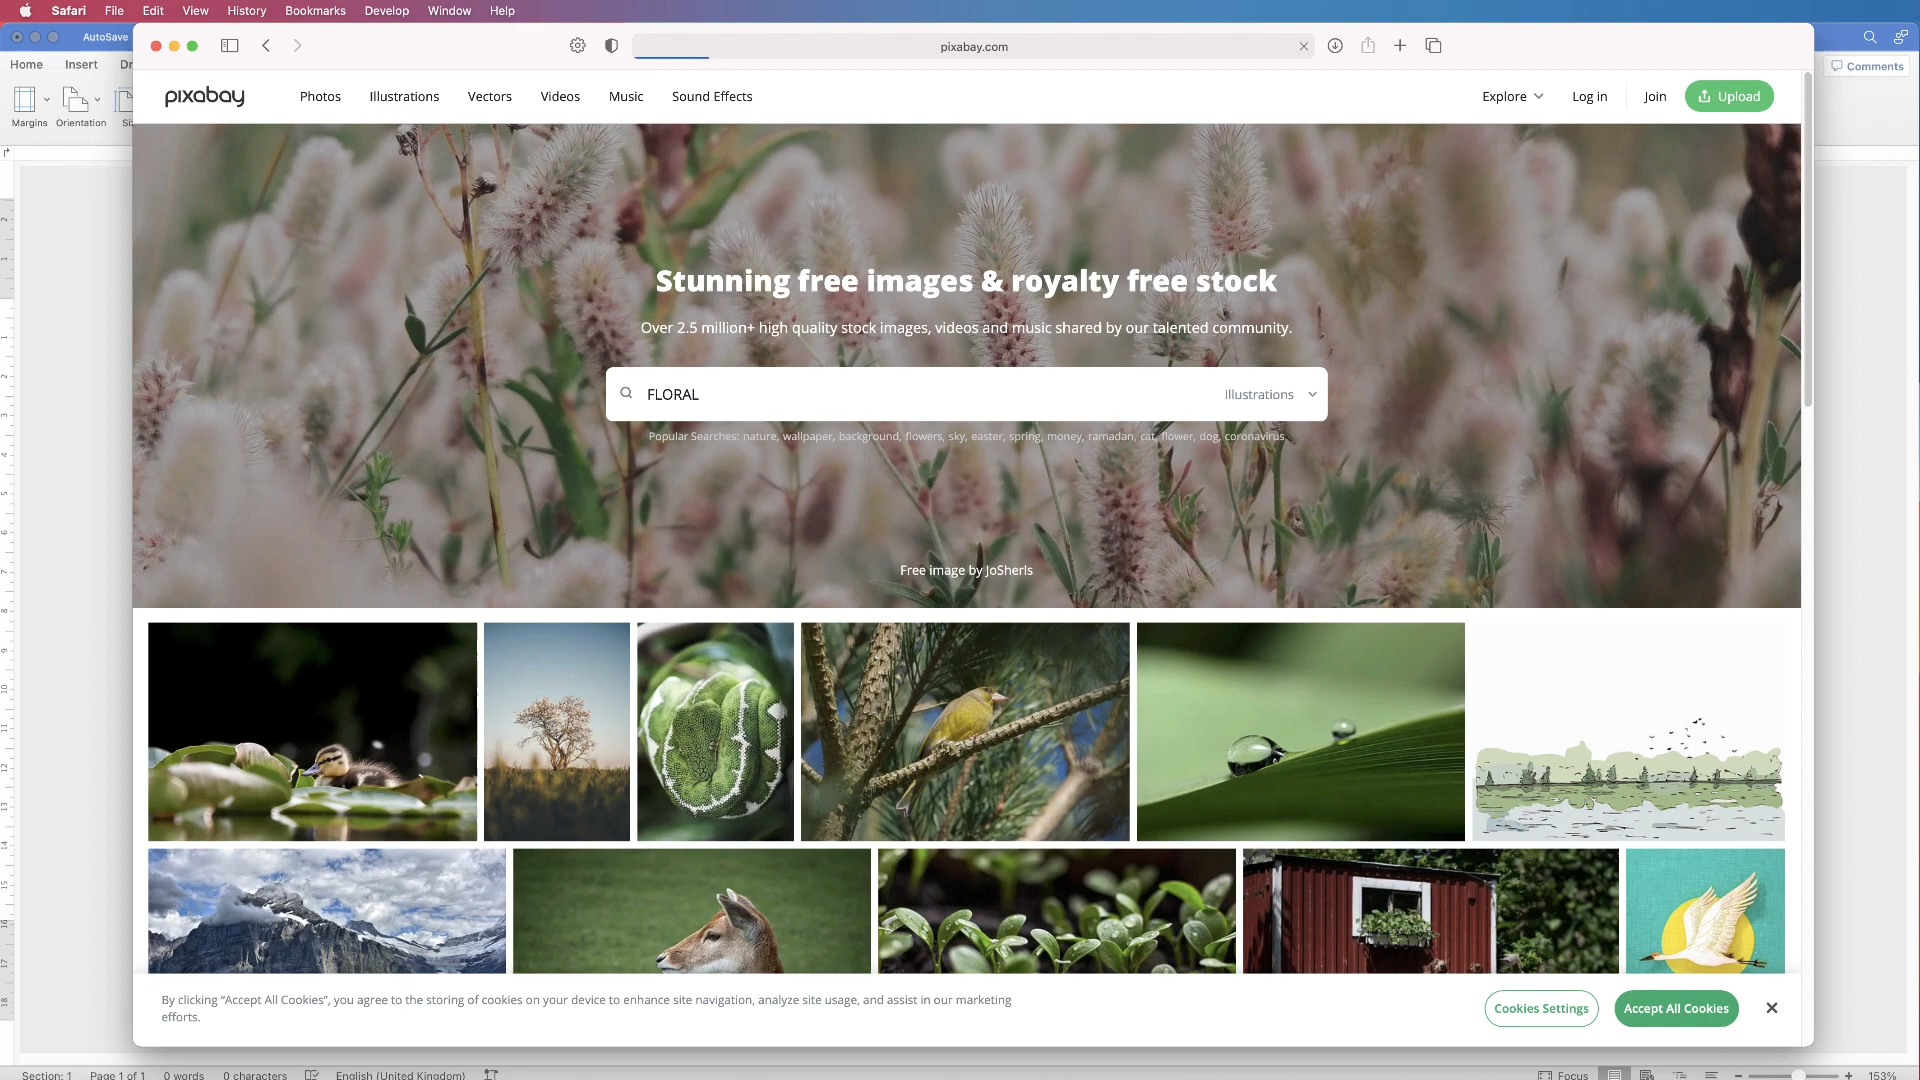 Safari File Edit View History Bookmarks Develop Window Help
AutoSave
pixabay.com
Home Insert
Comments
Margins Orientation
pixabay Photos Illustrations Vectors Videos Music Sound Effects Explore Log in Join Upload
Stunning free images & royalty free stock
Over 2.5 million+ high quality stock images, videos and music shared by our talented community.
FLORAL Illustrations
Popular Searches: nature, wallpaper, background, flowers, sky, easter, spring, money, ramadan, cat, flower, dog, coronavirus
Free image by JoSherls
By clicking “Accept All Cookies”, you agree to the storing of cookies on your device to enhance site navigation, analyze site usage, and assist in our marketing
efforts.
Cookies Settings Accept All Cookies
Section: 1 Page 1 of 1 0 words 0 characters English (United Kingdom) Focus 153%